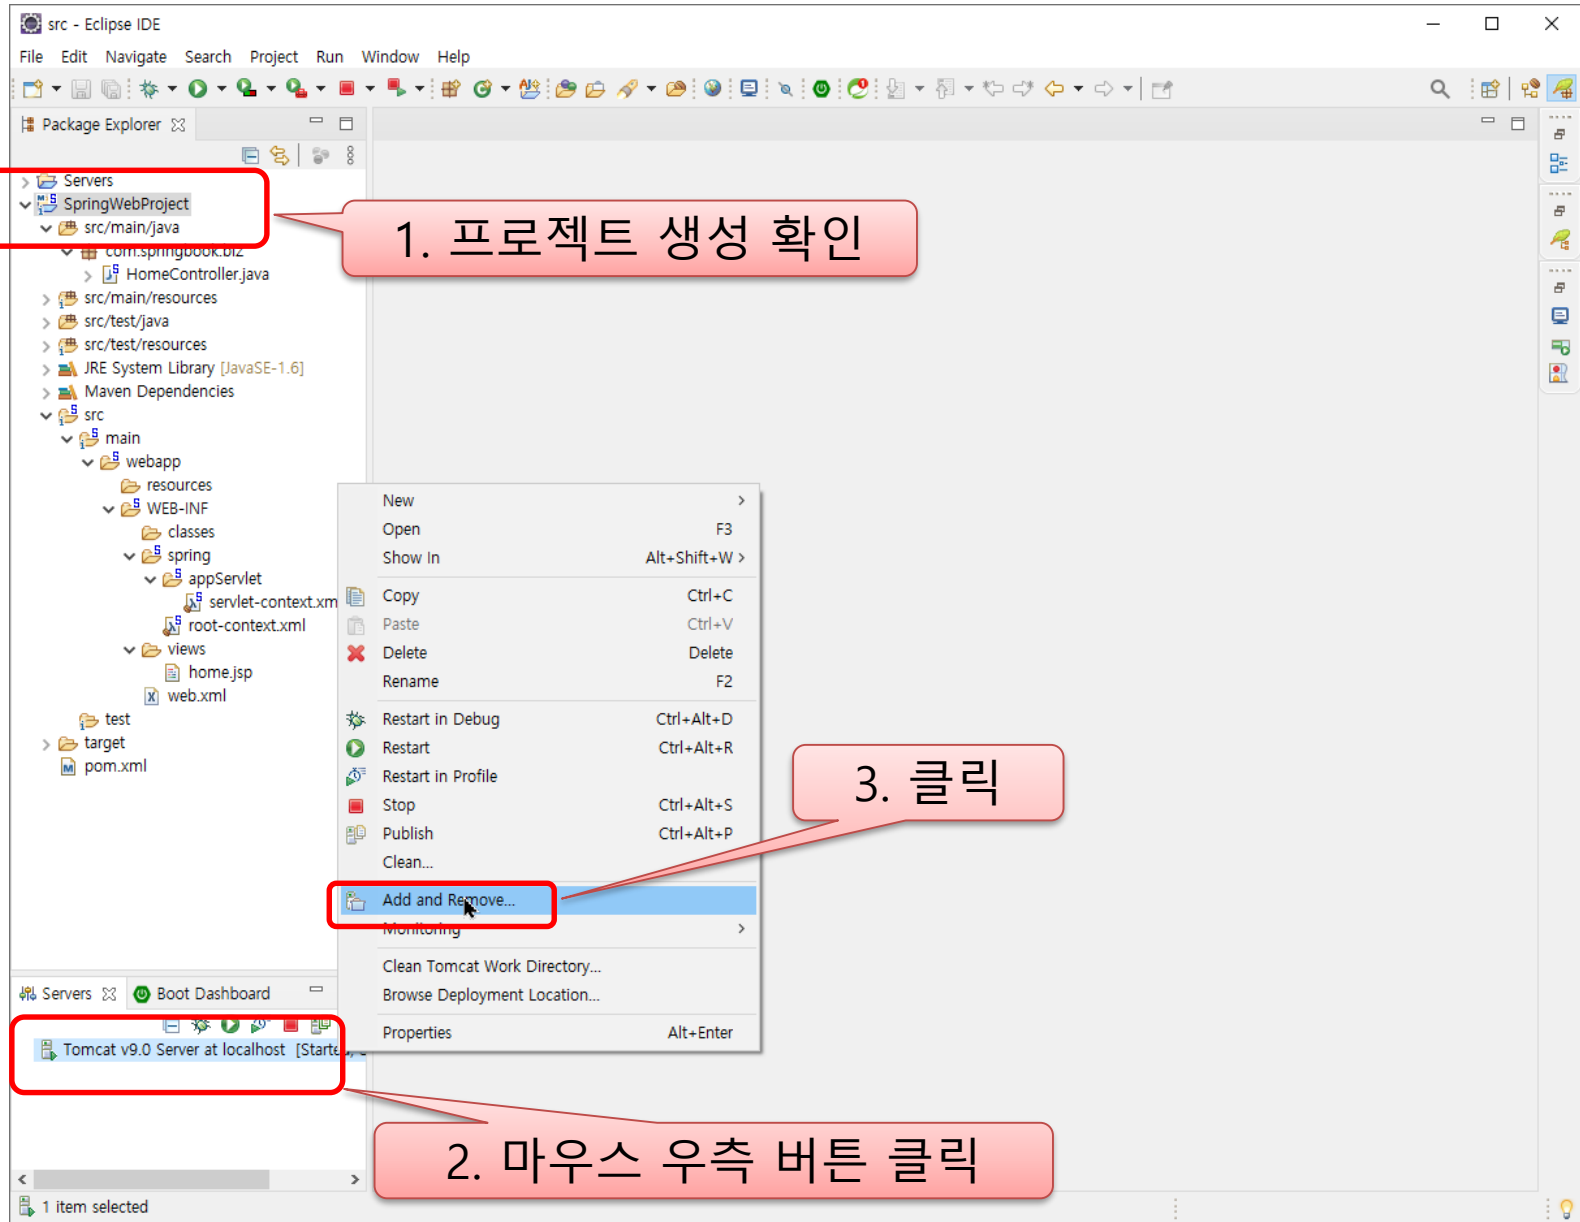 src - Eclipse IDE
File Edit Navigate Search Project Run Window Help
Package Explorer
Servers
SpringWebProject
src/main/java
com.springbook.biz
HomeController.java
src/main/resources
src/test/java
src/test/resources
JRE System Library [JavaSE-1.6]
Maven Dependencies
src
main
webapp
resources
WEB-INF
classes
spring
appServlet
servlet-context.xm
root-context.xml
views
home.jsp
web.xml
test
target
pom.xml
1. 프로젝트 생성 확인
New
Open F3
Show In Alt+Shift+W
Copy Ctrl+C
Paste Ctrl+V
Delete Delete
Rename F2
Restart in Debug Ctrl+Alt+D
Restart Ctrl+Alt+R
Restart in Profile
Stop Ctrl+Alt+S
Publish Ctrl+Alt+P
Clean...
Add and Remove...
Monitoring
Clean Tomcat Work Directory...
Browse Deployment Location...
Properties Alt+Enter
3. 클릭
Servers Boot Dashboard
Tomcat v9.0 Server at localhost [Starte
2. 마우스 우측 버튼 클릭
1 item selected